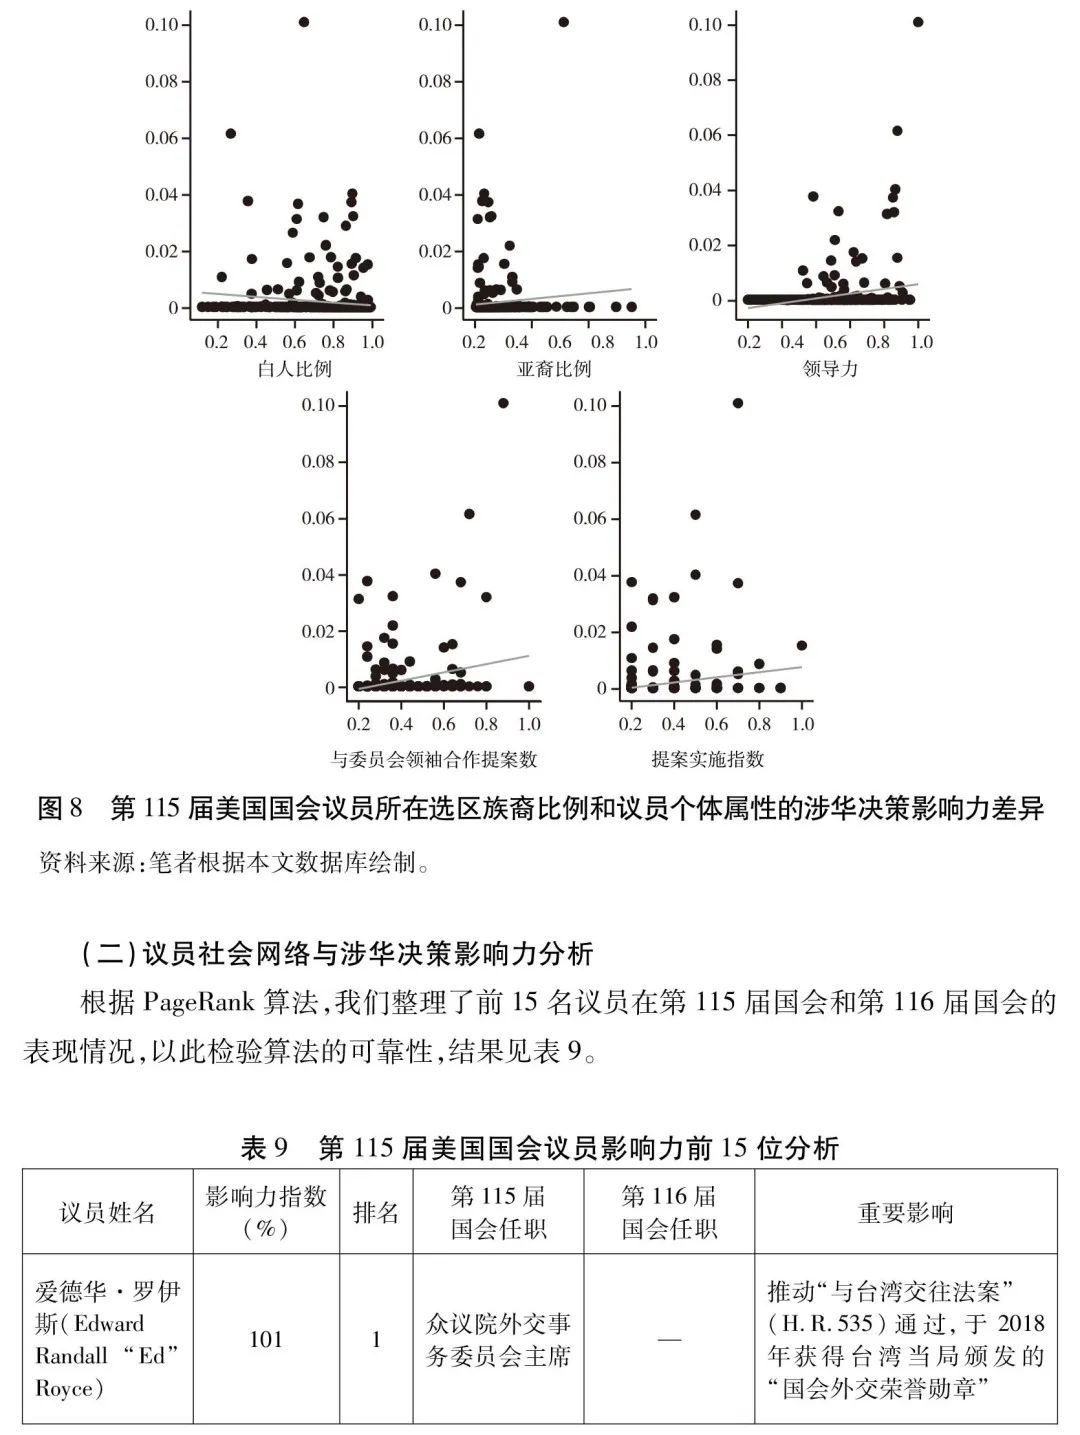 0.10
0.08
0.06
0.04
0.02
0
0.2 0.4 0.6 0.8 1.0
白人比例
0.10
0.08
0.06
0.04
0.02
0
0.2 0.4 0.6 0.8 1.0
亚裔比例
0.10
0.08
0.06
0.04
0.02
0
0.2 0.4 0.6 0.8 1.0
领导力
0.10
0.08
0.06
0.04
0.02
0
0.2 0.4 0.6 0.8 1.0
与委员会领袖合作提案数
0.10
0.08
0.06
0.04
0.02
0
0.2 0.4 0.6 0.8 1.0
提案实施指数
图 8 第 115 届美国国会议员所在选区族裔比例和议员个体属性的涉华决策影响力差异
资料来源:笔者根据本文数据库绘制。
(二)议员社会网络与涉华决策影响力分析
根据 PageRank 算法,我们整理了前 15 名议员在第 115 届国会和第 116 届国会的
表现情况,以此检验算法的可靠性,结果见表 9。
表 9 第 115 届美国国会议员影响力前 15 位分析
议员姓名
影响力指数
(%)
排名
第 115 届
国会任职
第 116 届
国会任职
重要影响
爱德华·罗伊
斯(Edward
Randall “Ed”
Royce)
101
1
众议院外交事
务委员会主席
—
推动“与台湾交往法案”
(H. R. 535) 通过, 于 2018
年获得台湾当局颁发的
“国会外交荣誉勋章”